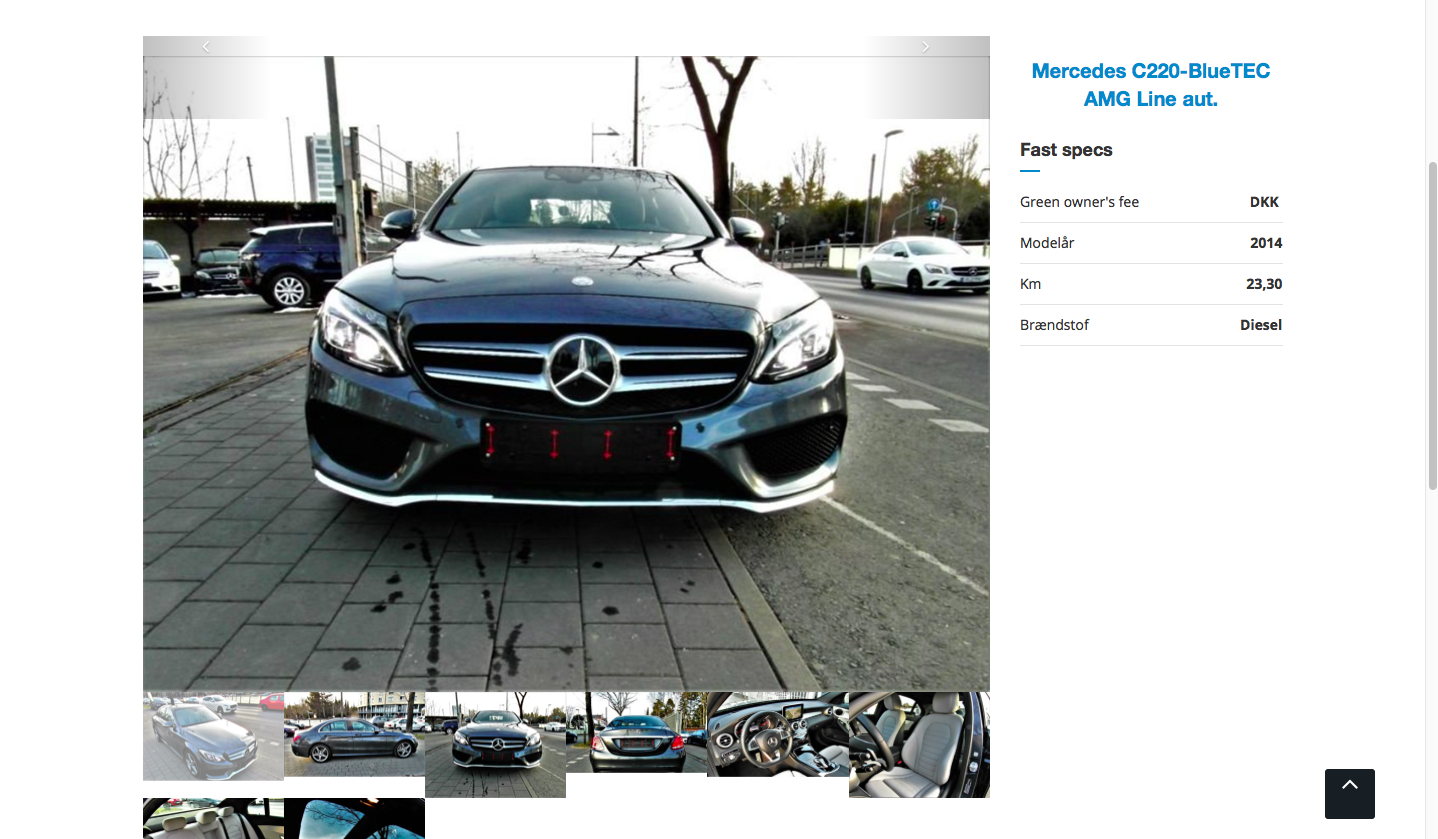 Mercedes C220-BlueTEC
AMG Line aut.
Fast specs
Green owner's fee DKK
Modelår 2014
Km 23,30
Brændstof Diesel